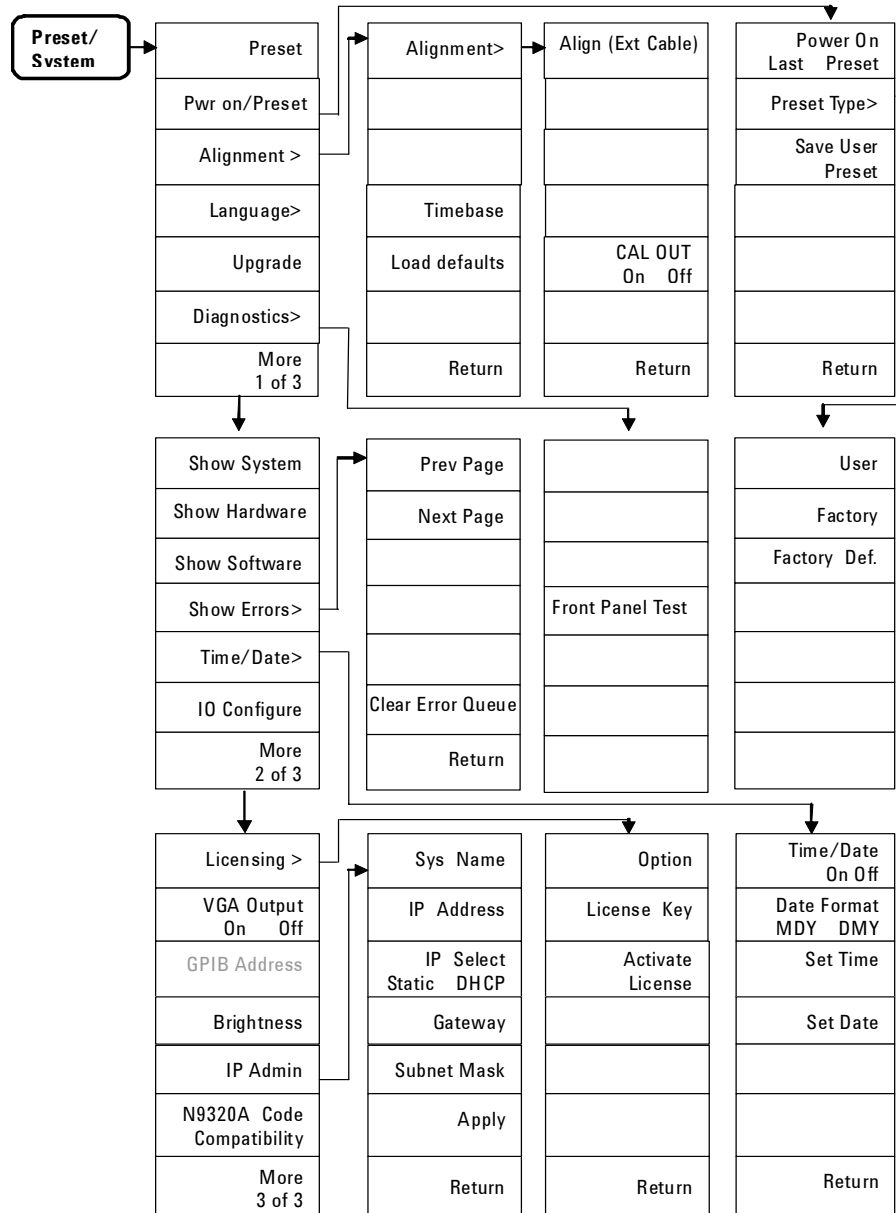 Preset/
System
Preset
Pwr on/Preset
Alignment >
Language>
Upgrade
Diagnostics>
More
1 of 3
Alignment>
Timebase
Load defaults
Return
Align (Ext Cable)
CAL OUT
On Off
Return
Power On
Last Preset
Preset Type>
Save User
Preset
Return
Show System
Show Hardware
Show Software
Show Errors>
Time/Date>
IO Configure
More
2 of 3
Prev Page
Next Page
Clear Error Queue
Return
Front Panel Test
User
Factory
Factory Def.
Licensing >
VGA Output
On Off
GPIB Address
Brightness
IP Admin
N9320A Code
Compatibility
More
3 of 3
Sys Name
IP Address
IP Select
Static DHCP
Gateway
Subnet Mask
Apply
Return
Option
License Key
Activate
License
Return
Time/Date
On Off
Date Format
MDY DMY
Set Time
Set Date
Return